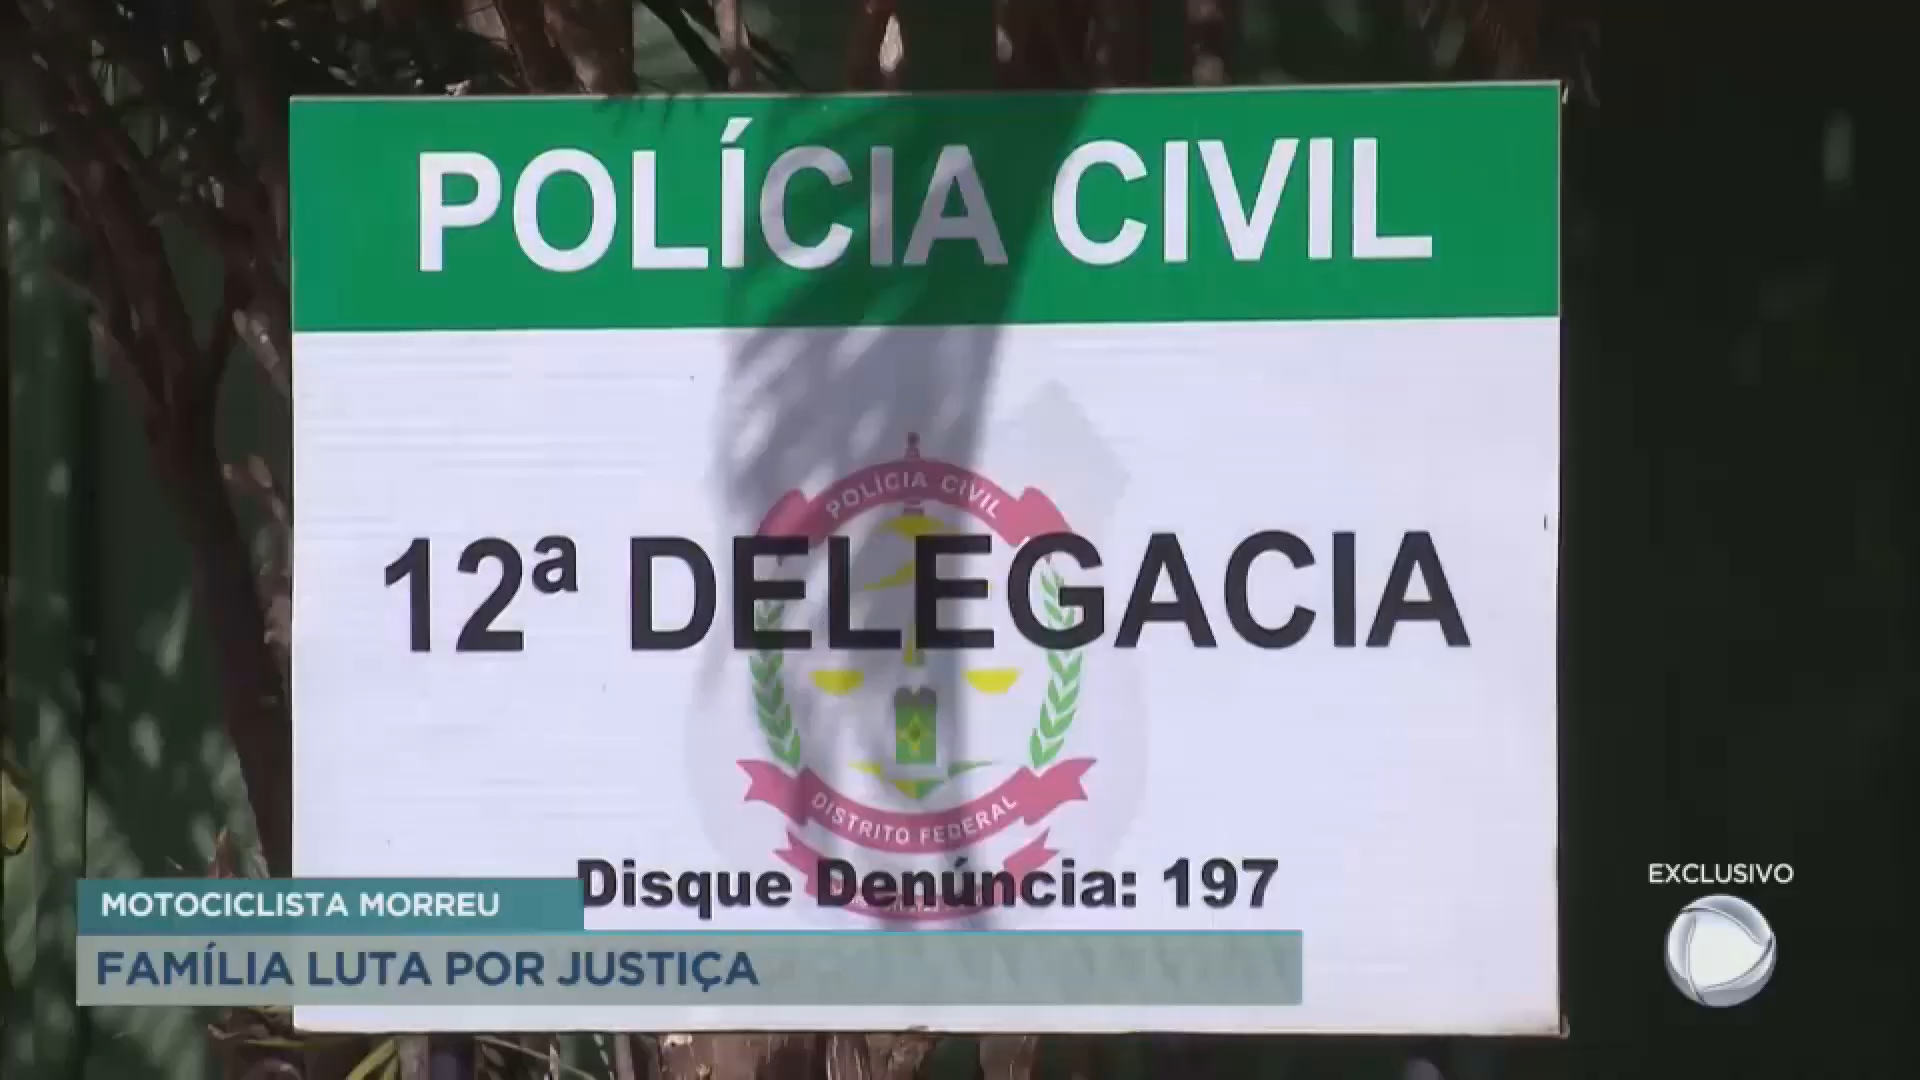 POLÍCIA CIVIL
POLÍCIA CIVIL
12ª DELEGACIA
DISTRITO FEDERAL
Disque Denúncia: 197
EXCLUSIVO
MOTOCICLISTA MORREU
FAMÍLIA LUTA POR JUSTIÇA